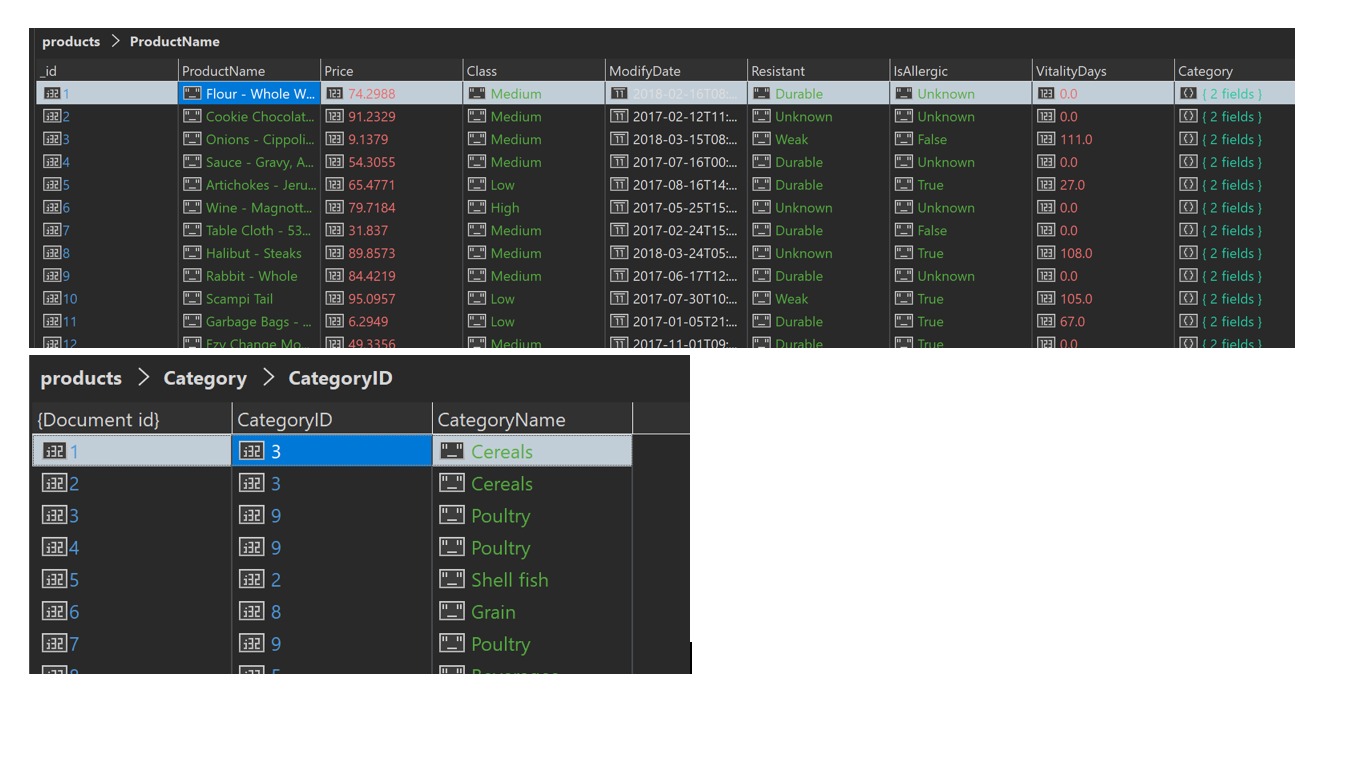 products > ProductName
_id ProductName Price Class ModifyDate Resistant IsAllergic VitalityDays Category
1 Flour - Whole W... 74.2988 Medium 2018-02-16T08:... Durable Unknown 0.0 { 2 fields }
2 Cookie Chocolat... 91.2329 Medium 2017-02-12T11:... Unknown Unknown 0.0 { 2 fields }
3 Onions - Cippoli... 9.1379 Medium 2018-03-15T08:... Weak False 111.0 { 2 fields }
4 Sauce - Gravy, A... 54.3055 Medium 2017-07-16T00:... Durable Unknown 0.0 { 2 fields }
5 Artichokes - Jeru... 65.4771 Low 2017-08-16T14:... Durable True 27.0 { 2 fields }
6 Wine - Magnott... 79.7184 High 2017-05-25T15:... Unknown Unknown 0.0 { 2 fields }
7 Table Cloth - 53... 31.837 Medium 2017-02-24T15:... Durable False 0.0 { 2 fields }
8 Halibut - Steaks 89.8573 Medium 2018-03-24T05:... Unknown True 108.0 { 2 fields }
9 Rabbit - Whole 84.4219 Medium 2017-06-17T12:... Durable Unknown 0.0 { 2 fields }
10 Scampi Tail 95.0957 Low 2017-07-30T10:... Weak True 105.0 { 2 fields }
11 Garbage Bags - ... 6.2949 Low 2017-01-05T21:... Durable True 67.0 { 2 fields }
12 Ezy Change Mo... 49.3356 Medium 2017-11-01T09:... Durable True 0.0 { 2 fields }
products > Category > CategoryID
{Document id} CategoryID CategoryName
1 3 Cereals
2 3 Cereals
3 9 Poultry
4 9 Poultry
5 2 Shell fish
6 8 Grain
7 9 Poultry